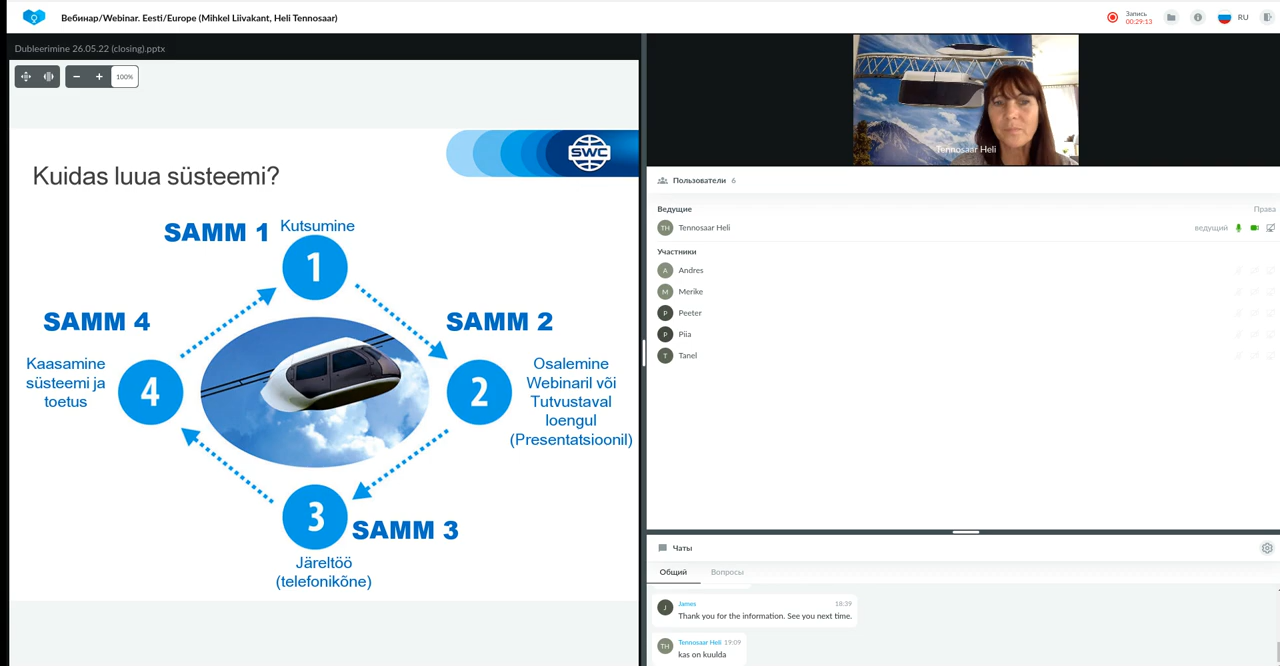 Вебинар/Webinar. Eesti/Europe (Mihkel Liivakant, Heli Tennosaar)
Запись
00:29:13
RU
Dubleerimine 26.05.22 (closing).pptx
100%
SWC
Kuidas luua süsteemi?
SAMM 1
Kutsumine
1
SAMM 4
SAMM 2
Kaasamine
süsteemi ja
toetus
4
2
Osalemine
Webinaril või
Tutvustaval
loengul
(Presentatsioonil)
3
SAMM 3
Järeltöö
(telefonikõne)
Tennosaar Heli
Пользователи 6
Ведущие
Права
TH Tennosaar Heli
ведущий
Участники
A Andres
M Merike
P Peeter
P Piia
T Tanel
Чаты
Общий
Вопросы
J
James 18:39
Thank you for the information. See you next time.
TH
Tennosaar Heli 19:09
kas on kuulda